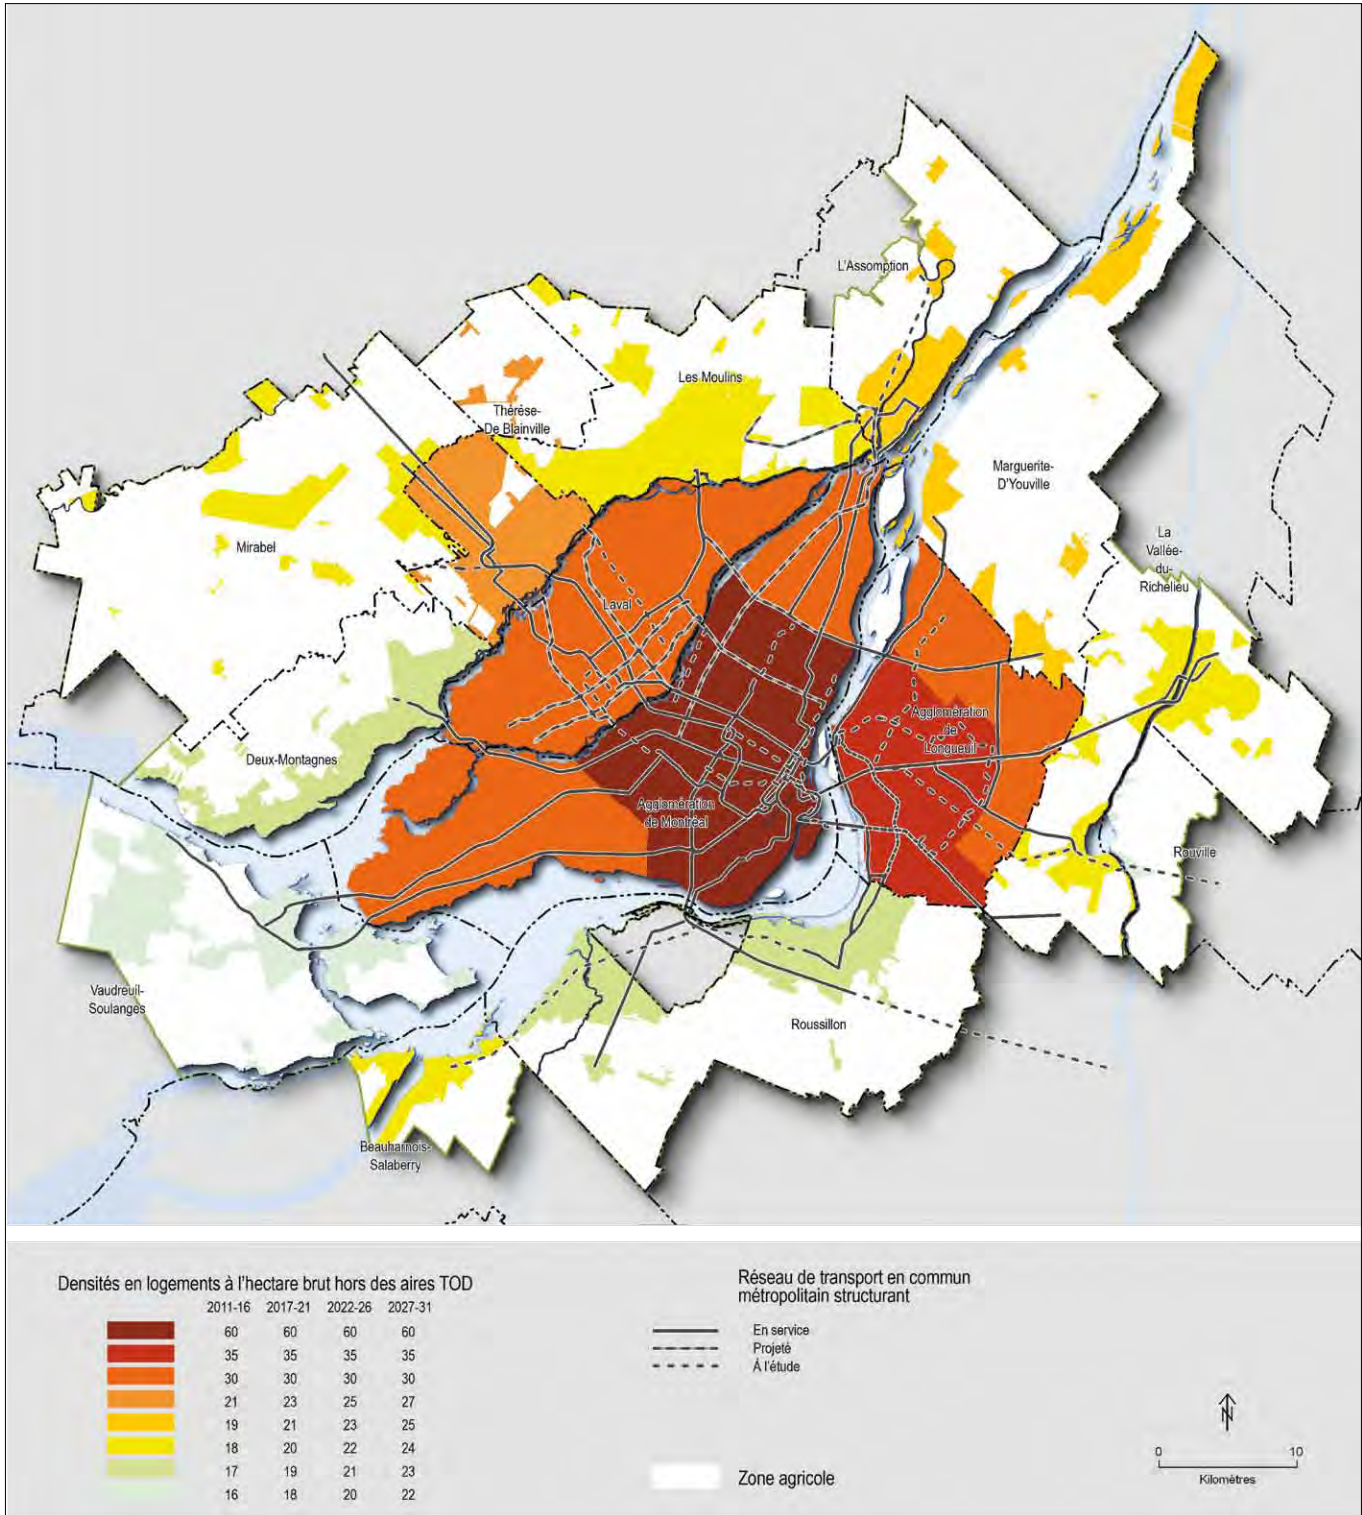 L'Assomption
Les Moulins
Thérèse-
De Blainville
Marguerite-
D'Youville
La
Vallée-
du-
Richelieu
Mirabel
Laval
Agglomération
de
Longueuil
Deux-Montagnes
Agglomération
de Montréal
Rouville
Vaudreuil-
Soulanges
Roussillon
Beauharnois-
Salaberry
Densités en logements à l'hectare brut hors des aires TOD
2011-16 2017-21 2022-26 2027-31
60 60 60 60
35 35 35 35
30 30 30 30
21 23 25 27
19 21 23 25
18 20 22 24
17 19 21 23
16 18 20 22
Réseau de transport en commun
métropolitain structurant
En service
Projeté
À l'étude
Zone agricole
N
0 10
Kilomètres